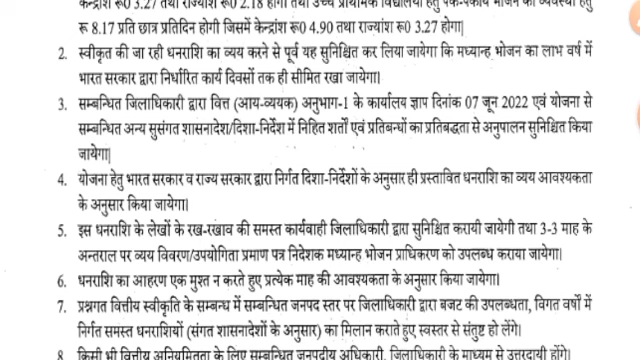 केन्द्रांश रू0 3.27 तथा राज्यांश रू0 2.18 होगी तथा उच्च प्राथमिक विद्यालयों हेतु पके-पकाये भोजन की व्यवस्था हेतु
रू 8.17 प्रति छात्र प्रतिदिन होगी जिसमें केन्द्रांश रू0 4.90 तथा राज्यांश रू0 3.27 होगा|
2. स्वीकृत की जा रही धनराशि का व्यय करने से पूर्व यह सुनिश्चित कर लिया जायेगा कि मध्यान्ह भोजन का लाभ वर्ष में
भारत सरकार द्वारा निर्धारित कार्य दिवसों तक ही सीमित रखा जायेगा।
3. सम्बन्धित जिलाधिकारी द्वारा वित्त (आय-व्ययक) अनुभाग-1 के कार्यालय ज्ञाप दिनांक 07 जून 2022 एवं योजना से
सम्बन्धित अन्य सुसंगत शासनादेश/दिशा-निर्देश में निहित शर्तों एवं प्रतिबन्धों का प्रतिबद्धता से अनुपालन सुनिश्चित किया
जायेगा|
4. योजना हेतु भारत सरकार व राज्य सरकार द्वारा निर्गत दिशा-निर्देशों के अनुसार ही प्रस्तावित धनराशि का व्यय आवश्यकता
के अनुसार किया जायेगा।
5. इस धनराशि के लेखों के रख-रखाव की समस्त कार्यवाही जिलाधिकारी द्वारा सुनिश्चित करायी जायेगी तथा 3-3 माह के
अन्तराल पर व्यय विवरण/उपयोगिता प्रमाण पत्र निदेशक मध्यान्ह भोजन प्राधिकरण को उपलब्ध कराया जायेगा।
6. धनराशि का आहरण एक मुश्त न करते हुए प्रत्येक माह की आवश्यकता के अनुसार किया जायेगा।
7. प्रश्नगत वित्तीय स्वीकृति के सम्बन्ध में सम्बन्धित जनपद स्तर पर जिलाधिकारी द्वारा बजट की उपलब्धता, विगत वर्षों में
निर्गत समस्त धनराशियों (संगत शासनादेशों के अनुसार) का मिलान कराते हुए स्वस्तर से संतुष्ट हो लेंगे।
8. किसी भी वित्तीय अनियमितता के लिए सम्बन्धित जनपदीय अधिकारी, जिलाधिकारी के माध्यम से उत्तरदायी होंगे।